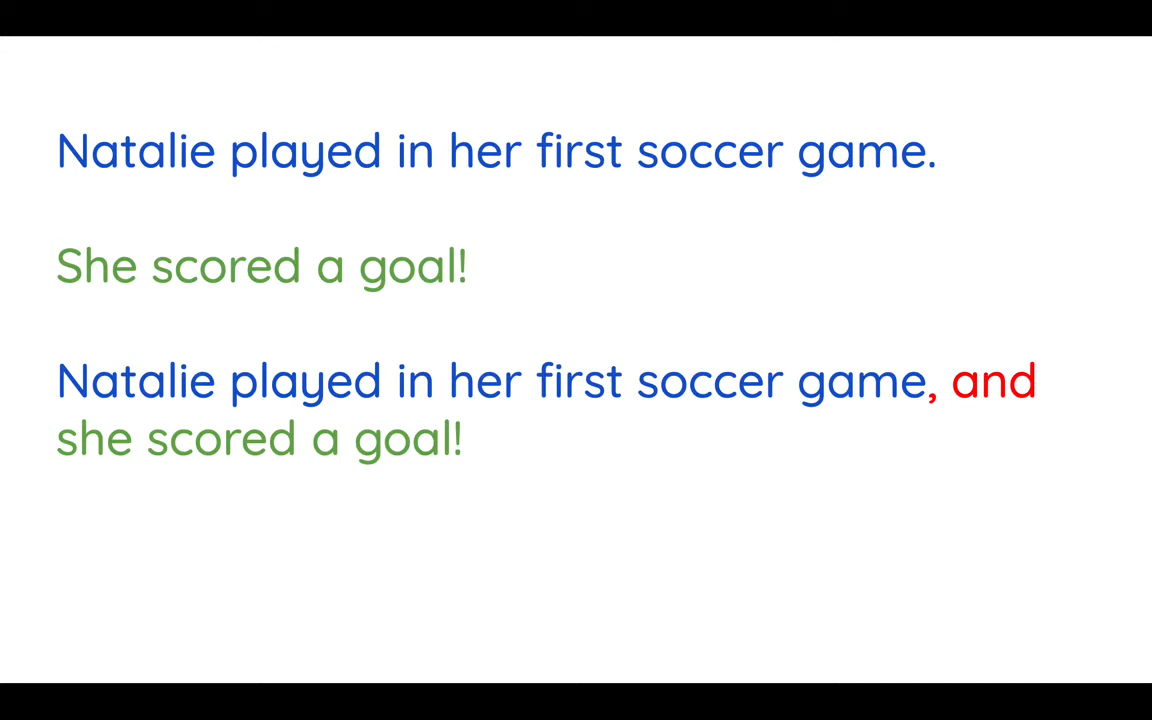 Natalie played in her first soccer game.
She scored a goal!
Natalie played in her first soccer game, and
she scored a goal!